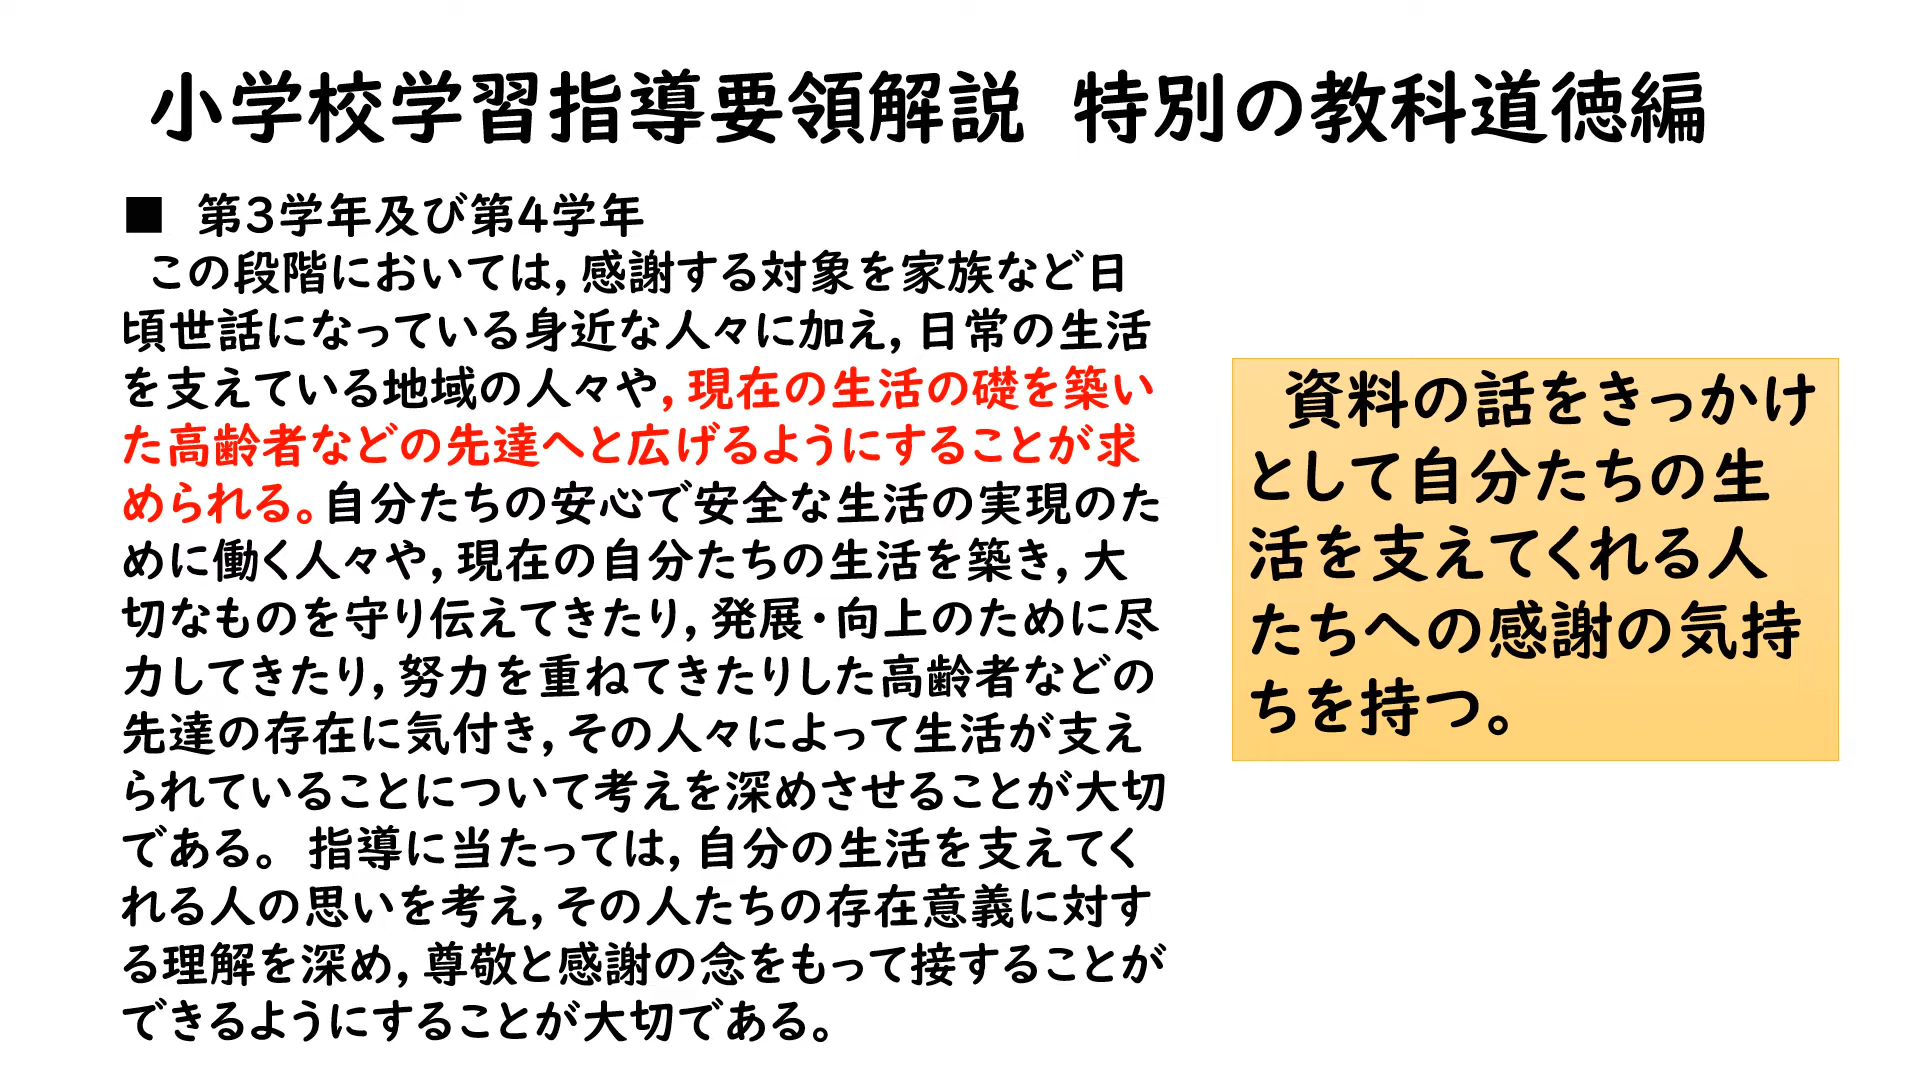 小学校学習指導要領解説　特別の教科道徳編
■　第３学年及び第４学年
　この段階においては，感謝する対象を家族など日
頃世話になっている身近な人々に加え，日常の生活
を支えている地域の人々や，現在の生活の礎を築い
た高齢者などの先達へと広げるようにすることが求
められる。自分たちの安心で安全な生活の実現のた
めに働く人々や，現在の自分たちの生活を築き，大
切なものを守り伝えてきたり，発展・向上のために尽
力してきたり，努力を重ねてきたりした高齢者などの
先達の存在に気付き，その人々によって生活が支え
られていることについて考えを深めさせることが大切
である。　指導に当たっては，自分の生活を支えてく
れる人の思いを考え，その人たちの存在意義に対す
る理解を深め，尊敬と感謝の念をもって接することが
できるようにすることが大切である。
　資料の話をきっかけ
として自分たちの生
活を支えてくれる人
たちへの感謝の気持
ちを持つ。